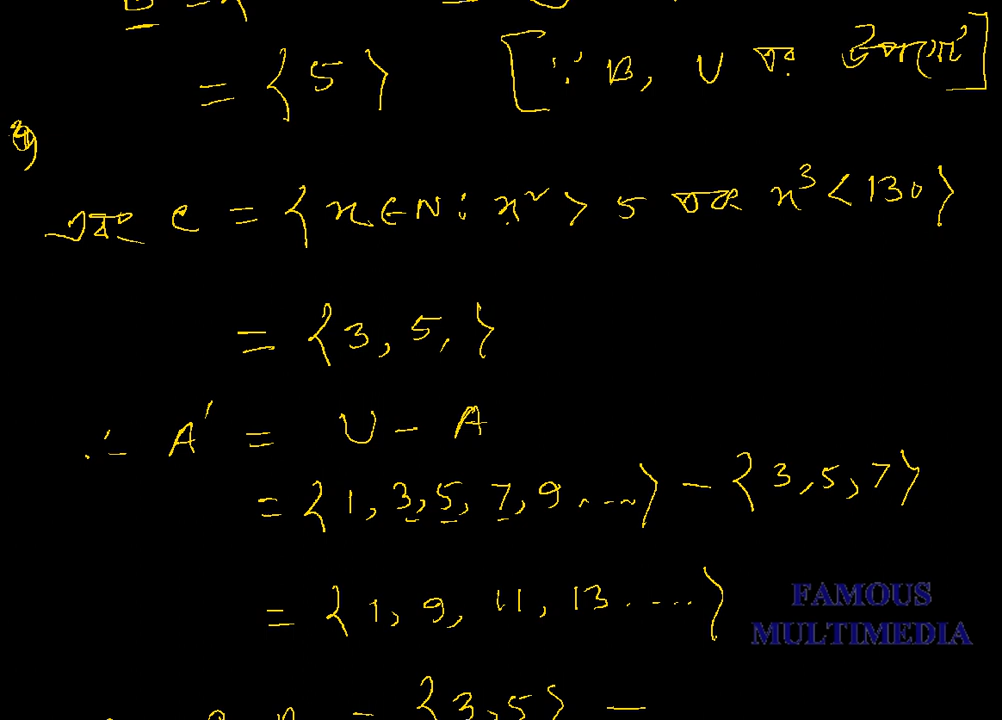 = {5} [∵ B, U এর উপসেট]
এবং C = {x ∈ N : x² > 5 এবং x³ < 130}
= {3, 5, }
∴ A′ = U − A
= {1, 3, 5, 7, 9, ....} − {3, 5, 7}
= {1, 9, 11, 13 .....}
FAMOUS
MULTIMEDIA
= {3, 5} −